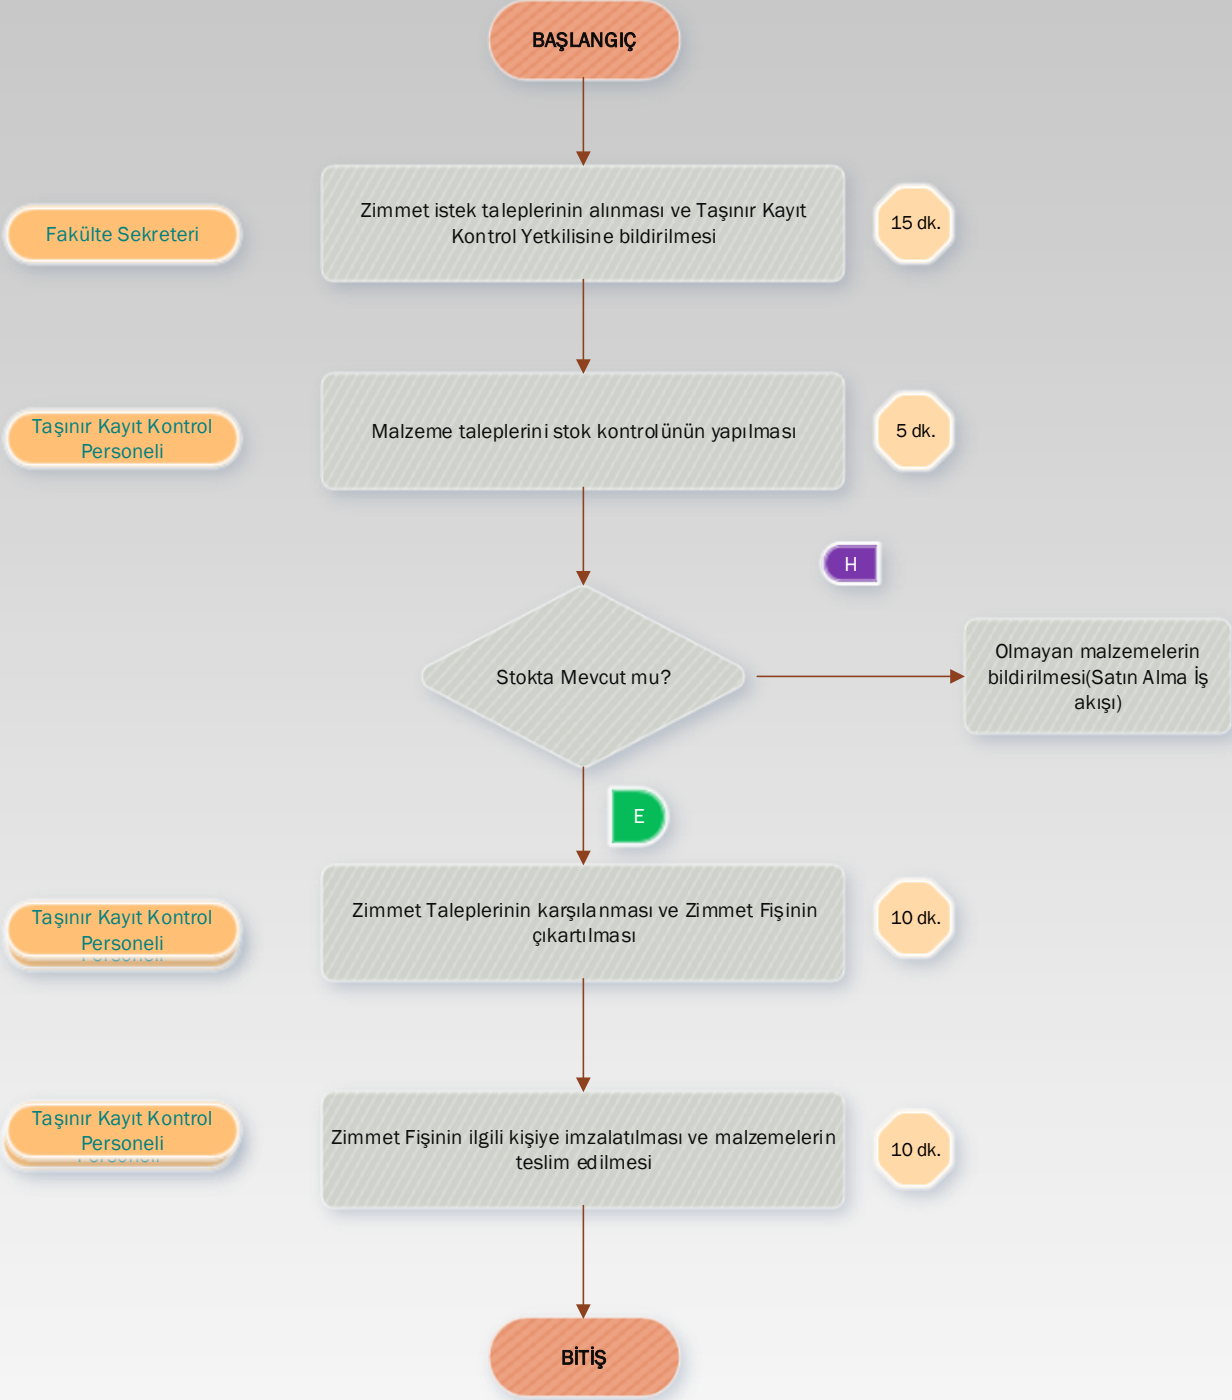 BAŞLANGIÇ
Fakülte Sekreteri
Zimmet istek taleplerinin alınması ve Taşınır Kayıt
Kontrol Yetkilisine bildirilmesi
15 dk.
Taşınır Kayıt Kontrol
Personeli
Malzeme taleplerini stok kontrolünün yapılması
5 dk.
H
Stokta Mevcut mu?
Olmayan malzemelerin
bildirilmesi(Satın Alma İş
akışı)
E
Taşınır Kayıt Kontrol
Personeli
Personeli
Zimmet Taleplerinin karşılanması ve Zimmet Fişinin
çıkartılması
10 dk.
Taşınır Kayıt Kontrol
Personeli
Personeli
Zimmet Fişinin ilgili kişiye imzalatılması ve malzemelerin
teslim edilmesi
10 dk.
BİTİŞ